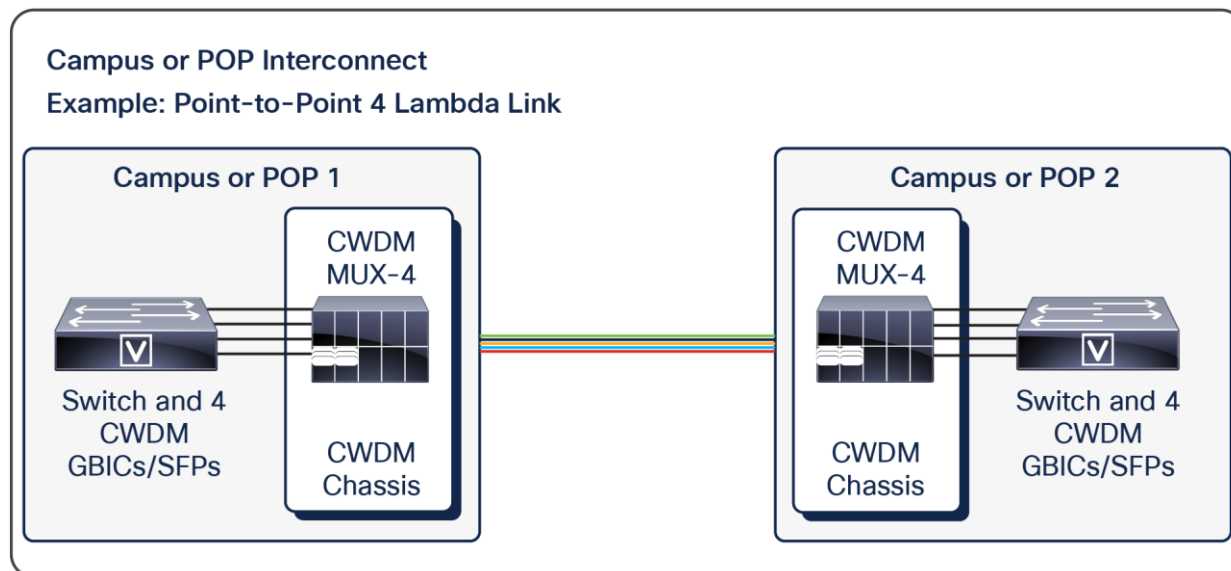 Campus or POP Interconnect
Example: Point-to-Point 4 Lambda Link
Campus or POP 1
CWDM
MUX-4
V
Switch and 4
CWDM
GBICs/SFPs
CWDM
Chassis
Campus or POP 2
CWDM
MUX-4
V
CWDM
Chassis
Switch and 4
CWDM
GBICs/SFPs